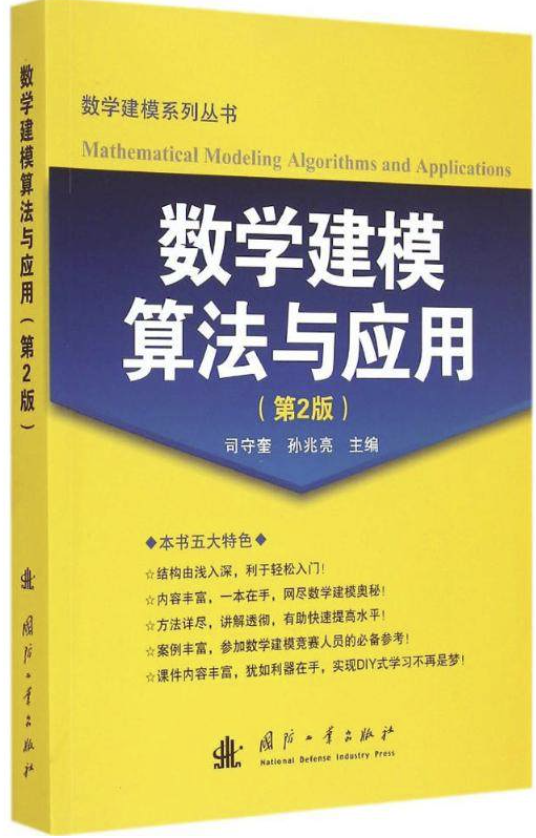 数学建模算法与应用（第2版）
国防工业出版社
数学建模系列丛书
Mathematical Modeling Algorithms and Applications
数学建模
算法与应用
（第2版）
司守奎 孙兆亮 主编
◆本书五大特色◆
☆结构由浅入深，利于轻松入门！
☆内容丰富，一本在手，网尽数学建模奥秘！
☆方法详尽，讲解透彻，有助快速提高水平！
☆案例丰富，参加数学建模竞赛人员的必备参考！
☆课件内容丰富，犹如利器在手，实现DIY式学习不再是梦！
国防工业出版社
National Defense Industry Press